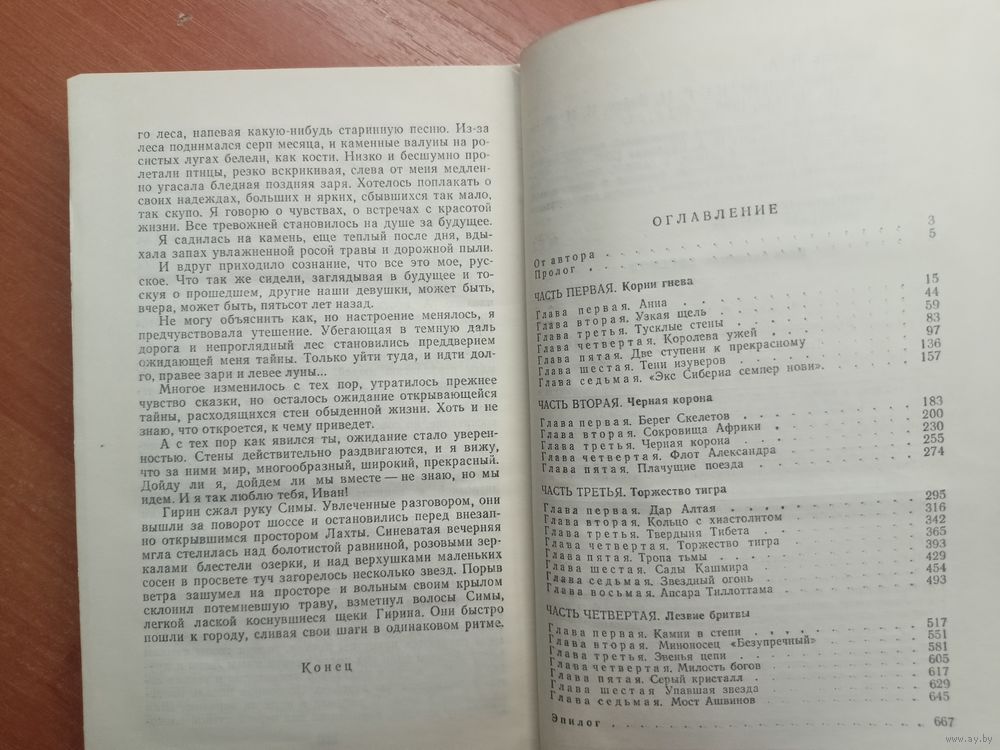 го леса, напевая какую-нибудь старинную песню. Из-за
леса поднимался серп месяца, и каменные валуны на ро-
систых лугах белели, как кости. Низко и бесшумно про-
летали птицы, резко вскрикивая, слева от меня медлен-
но угасала бледная поздняя заря. Хотелось поплакать о
своих надеждах, больших и ярких, сбывшихся так мало,
так скупо. Я говорю о чувствах, о встречах с красотой
жизни. Все тревожней становилось на душе за будущее.
Я садилась на камень, еще теплый после дня, вды-
хала запах увлажненной росой травы и дорожной пыли.
И вдруг приходило сознание, что все это мое, рус-
ское. Что так же сидели, заглядывая в будущее и то-
скуя о прошедшем, другие наши девушки, может быть,
вчера, может быть, пятьсот лет назад.
Не могу объяснить как, но настроение менялось, я
предчувствовала утешение. Убегающая в темную даль
дорога и непроглядный лес становились преддверием
ожидающей меня тайны. Только уйти туда, и идти дол-
го, правее зари и левее луны...
Многое изменилось с тех пор, утратилось прежнее
чувство сказки, но осталось ожидание открывающейся
тайны, расходящихся стен обыденной жизни. Хоть и не
знаю, что откроется, к чему приведет.
А с тех пор как явился ты, ожидание стало уверен-
ностью. Стены действительно раздвигаются, и я вижу,
что за ними мир, многообразный, широкий, прекрасный.
Дойду ли я, дойдем ли мы вместе — не знаю, но мы
идем. И я так люблю тебя, Иван!
Гирин сжал руку Симы. Увлеченные разговором, они
вышли за поворот шоссе и остановились перед внезап-
но открывшимся простором Лахты. Синеватая вечерняя
мгла стелилась над болотистой равниной, розовыми зер-
калами блестели озерки, и над верхушками маленьких
сосен в просвете туч загорелось несколько звезд. Порыв
ветра зашумел на просторе и вольным своим крылом
склонил потемневшую траву, взметнул волосы Симы,
легкой лаской коснувшиеся щеки Гирина. Они быстро
пошли к городу, сливая свои шаги в одинаковом ритме.
Конец
ОГЛАВЛЕНИЕ
От автора 3
Пролог 5
ЧАСТЬ ПЕРВАЯ. Корни гнева
Глава первая. Анна 15
Глава вторая. Узкая щель 44
Глава третья. Тусклые стены 59
Глава четвертая. Королева ужей 83
Глава пятая. Две ступени к прекрасному 97
Глава шестая. Тени изуверов 136
Глава седьмая. «Экс Сибериа семпер нови». 157
ЧАСТЬ ВТОРАЯ. Черная корона
Глава первая. Берег Скелетов 183
Глава вторая. Сокровища Африки 200
Глава третья. Черная корона 230
Глава четвертая. Флот Александра 255
Глава пятая. Плачущие поезда 274
ЧАСТЬ ТРЕТЬЯ. Торжество тигра
Глава первая. Дар Алтая 295
Глава вторая. Кольцо с хиастолитом 316
Глава третья. Твердыня Тибета 342
Глава четвертая. Торжество тигра 365
Глава пятая. Тропа тьмы 393
Глава шестая. Сады Кашмира 429
Глава седьмая. Звездный огонь 454
Глава восьмая. Апсара Тиллоттама 493
ЧАСТЬ ЧЕТВЕРТАЯ. Лезвие бритвы
Глава первая. Камни в степи 517
Глава вторая. Миноносец «Безупречный» 551
Глава третья. Звенья цепи 581
Глава четвертая. Милость богов 605
Глава пятая. Серый кристалл 617
Глава шестая Упавшая звезда 629
Глава седьмая. Мост Ашвинов 645
Эпилог 667
www.ay.by